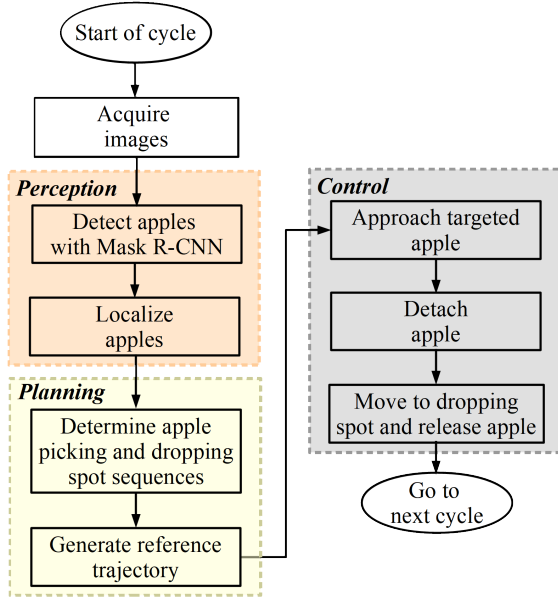 Start of cycle
Acquire
images
Perception
Detect apples
with Mask R-CNN
Localize
apples
Planning
Determine apple
picking and dropping
spot sequences
Generate reference
trajectory
Control
Approach targeted
apple
Detach
apple
Move to dropping
spot and release apple
Go to
next cycle